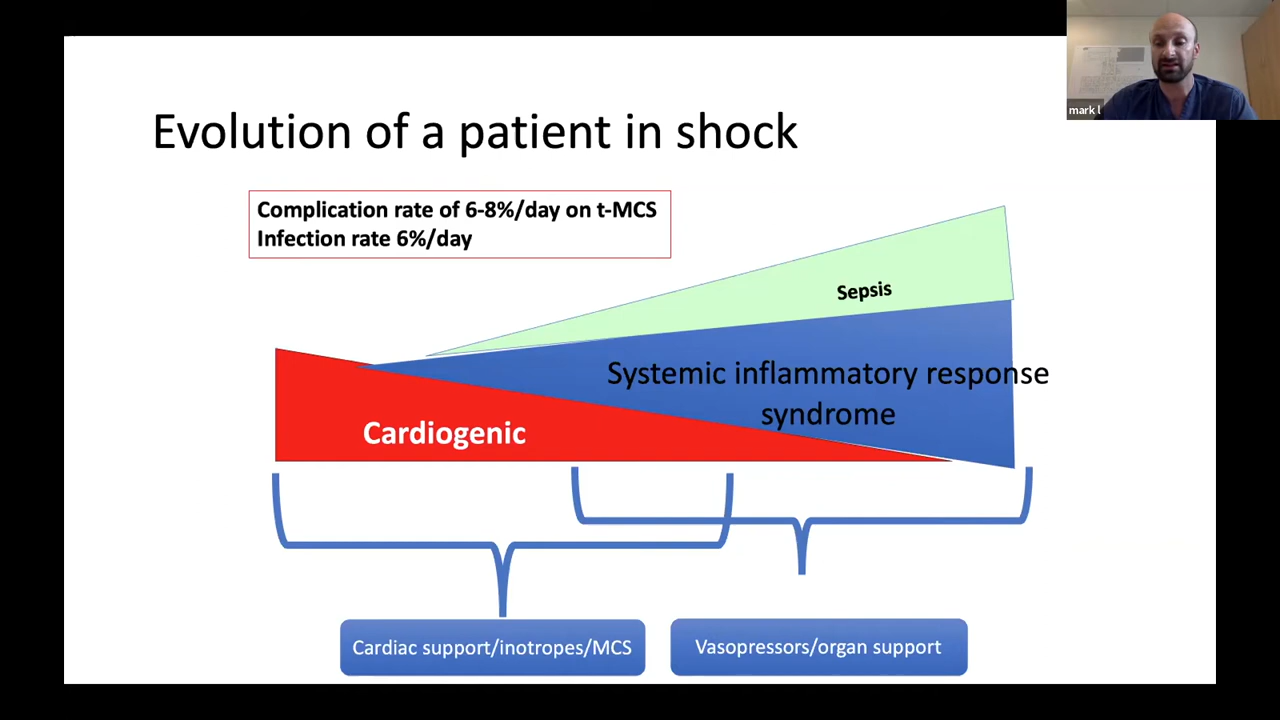 mark l
Evolution of a patient in shock
Complication rate of 6-8%/day on t-MCS
Infection rate 6%/day
Sepsis
Systemic inflammatory response
syndrome
Cardiogenic
Cardiac support/inotropes/MCS
Vasopressors/organ support